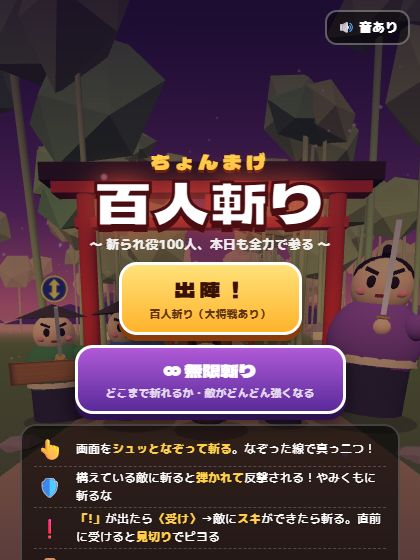 音あり
ちょんまげ
百人斬り
〜 斬られ役100人、本日も全力で参る 〜
出陣！
百人斬り（大将戦あり）
∞無限斬り
どこまで斬れるか・敵がどんどん強くなる
画面をシュッとなぞって斬る。なぞった線で真っ二つ！
構えている敵に斬ると弾かれて反撃される！やみくもに
斬るな
「!」が出たら〈受け〉→敵にスキができたら斬る。直前
に受けると見切りでピヨる